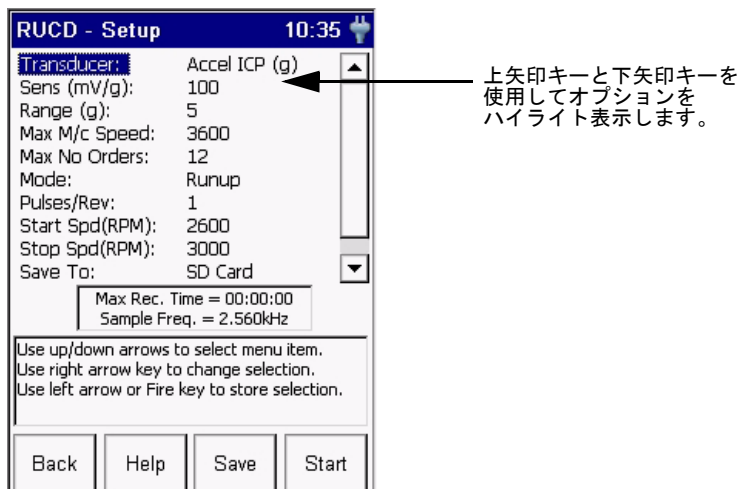 RUCD - Setup 10:35
Transducer: Accel ICP (g)
Sens (mV/g): 100
Range (g): 5
Max M/c Speed: 3600
Max No Orders: 12
Mode: Runup
Pulses/Rev: 1
Start Spd(RPM): 2600
Stop Spd(RPM): 3000
Save To: SD Card
Max Rec. Time = 00:00:00
Sample Freq. = 2.560kHz
Use up/down arrows to select menu item.
Use right arrow key to change selection.
Use left arrow or Fire key to store selection.
Back Help Save Start
上矢印キーと下矢印キーを
使用してオプションを
ハイライト表示します。